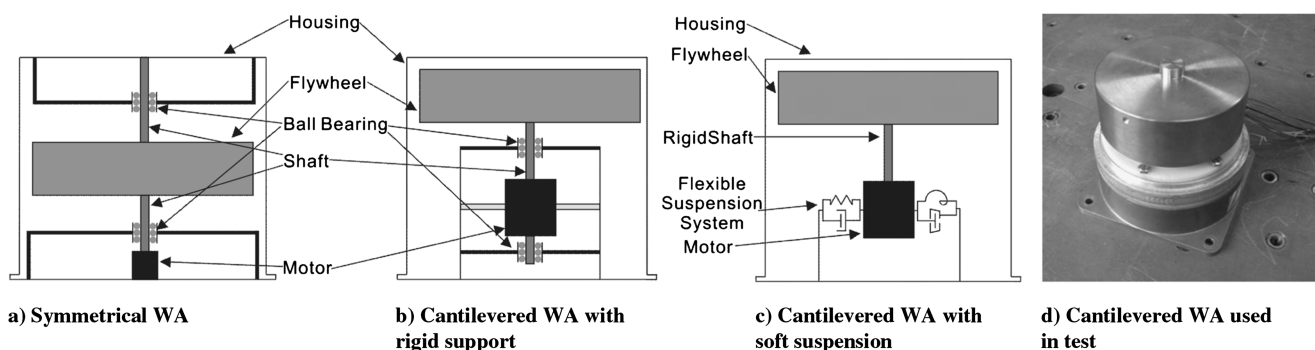 Housing
Flywheel
Ball Bearing
Shaft
Motor
Housing
Flywheel
RigidShaft
Flexible
Suspension
System
Motor
a) Symmetrical WA
b) Cantilevered WA with
rigid support
c) Cantilevered WA with
soft suspension
d) Cantilevered WA used
in test